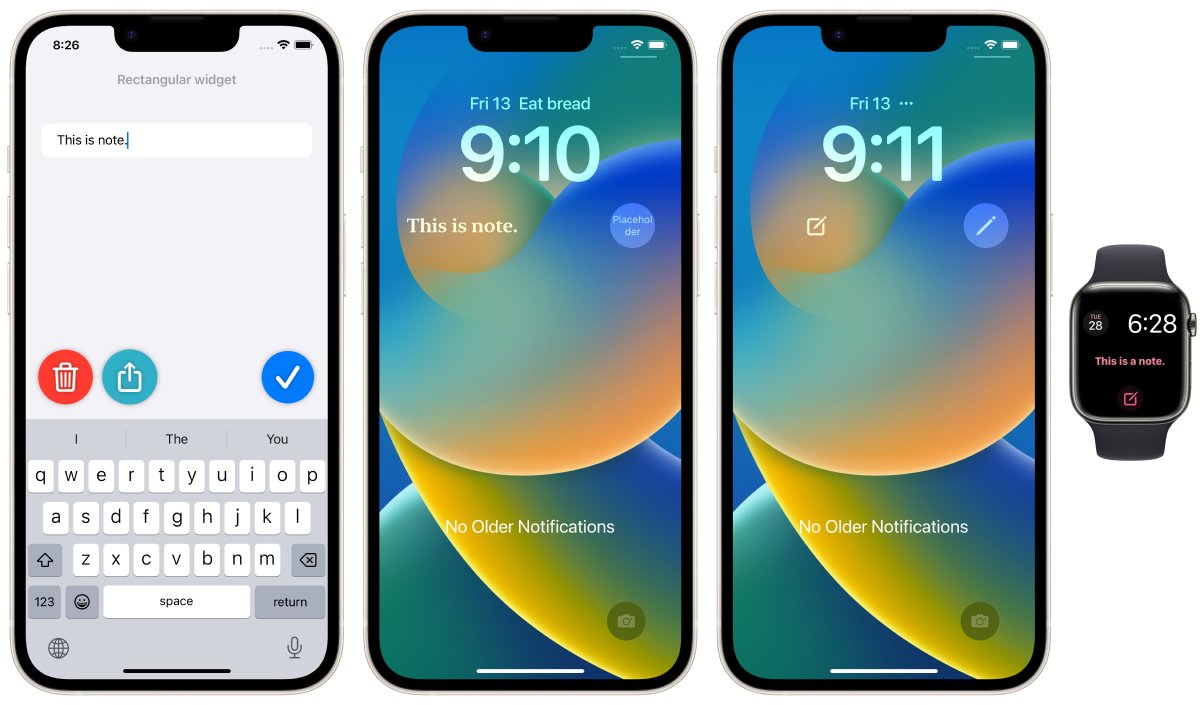 8:26
Rectangular widget
This is note.
I The You
q w e r t y u i o p
a s d f g h j k l
z x c v b n m
123 space return
Fri 13 Eat bread
9:10
This is note.
Placehol
der
No Older Notifications
Fri 13 ···
9:11
No Older Notifications
TUE
28
6:28
This is a note.